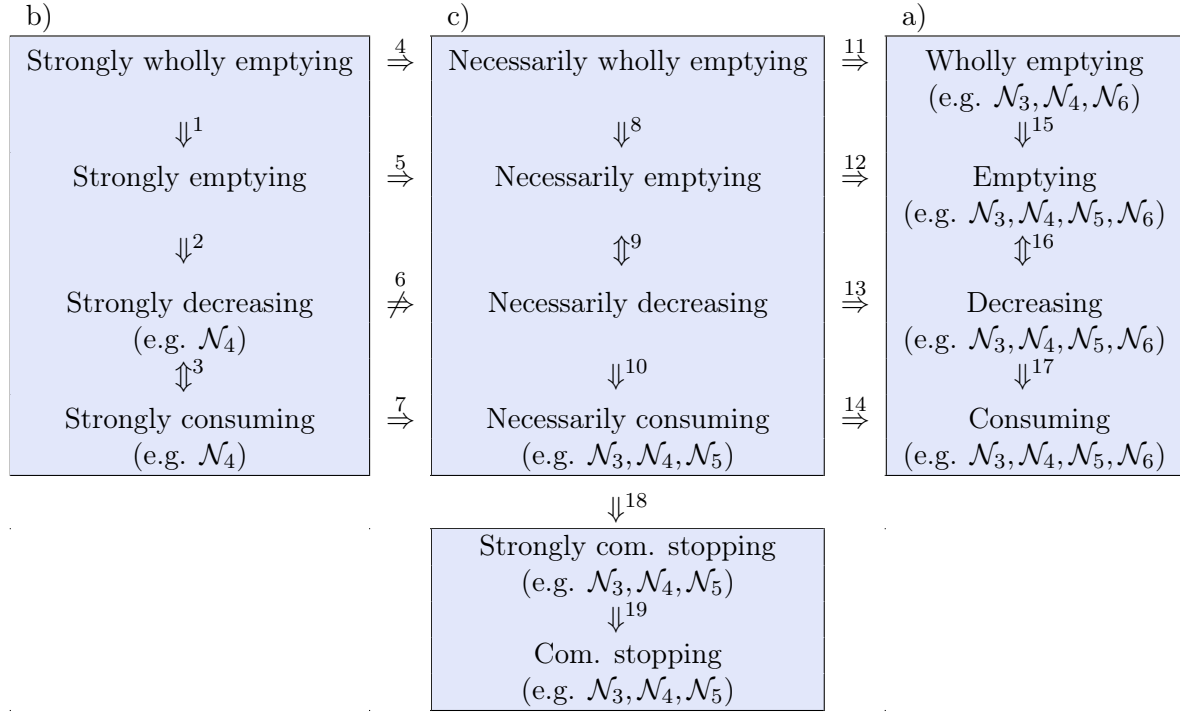 b) c) a)
Strongly wholly emptying ⇒4 Necessarily wholly emptying ⇒11 Wholly emptying
(e.g. 𝒩3, 𝒩4, 𝒩6)
⇓1 ⇓8 ⇓15
Strongly emptying ⇒5 Necessarily emptying ⇒12 Emptying
(e.g. 𝒩3, 𝒩4, 𝒩5, 𝒩6)
⇓2 ⇕9 ⇕16
Strongly decreasing ⇏6 Necessarily decreasing ⇒13 Decreasing
(e.g. 𝒩4) (e.g. 𝒩3, 𝒩4, 𝒩5, 𝒩6)
⇕3 ⇓10 ⇓17
Strongly consuming ⇒7 Necessarily consuming ⇒14 Consuming
(e.g. 𝒩4) (e.g. 𝒩3, 𝒩4, 𝒩5) (e.g. 𝒩3, 𝒩4, 𝒩5, 𝒩6)
⇓18
Strongly com. stopping
(e.g. 𝒩3, 𝒩4, 𝒩5)
⇓19
Com. stopping
(e.g. 𝒩3, 𝒩4, 𝒩5)